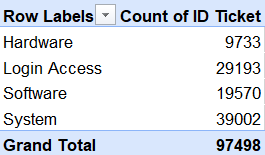 Row Labels Count of ID Ticket
Hardware 9733
Login Access 29193
Software 19570
System 39002
Grand Total 97498